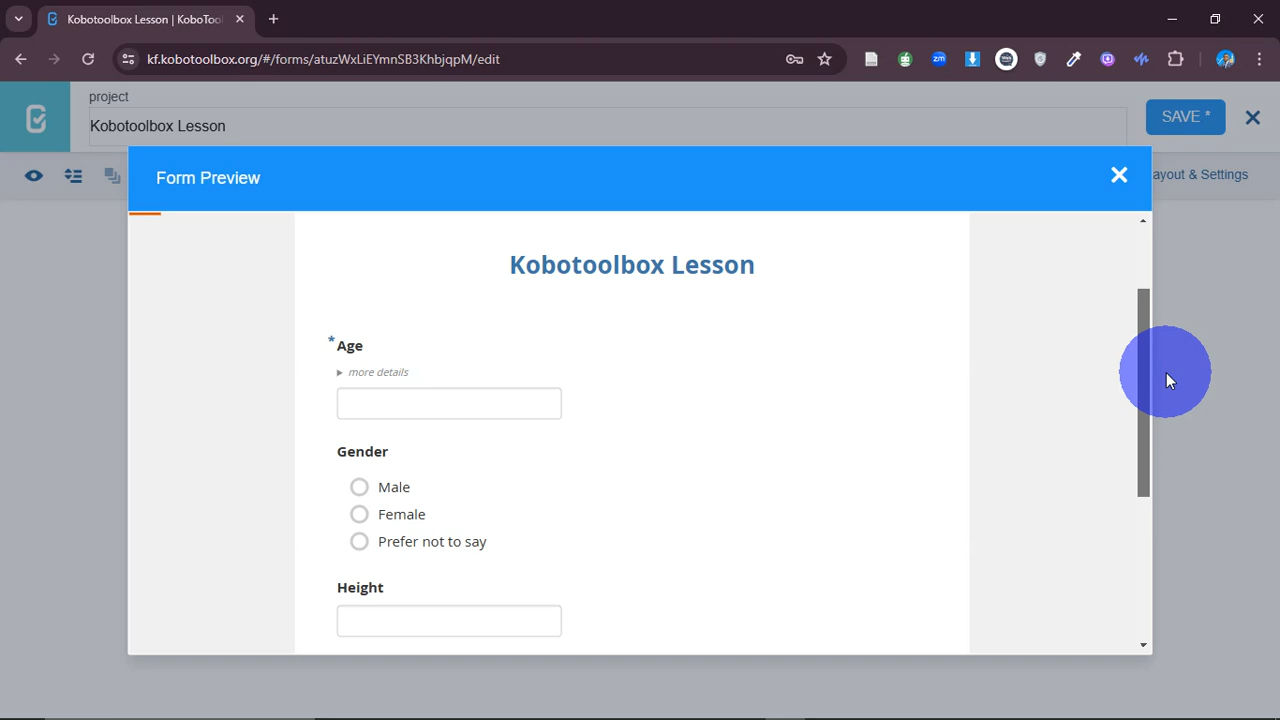 Kobotoolbox Lesson | KoboToo
kf.kobotoolbox.org/#/forms/atuzWxLiEYmnSB3KhbjqpM/edit
project
Kobotoolbox Lesson
SAVE *
ayout & Settings
Form Preview
Kobotoolbox Lesson
* Age
more details
Gender
Male
Female
Prefer not to say
Height